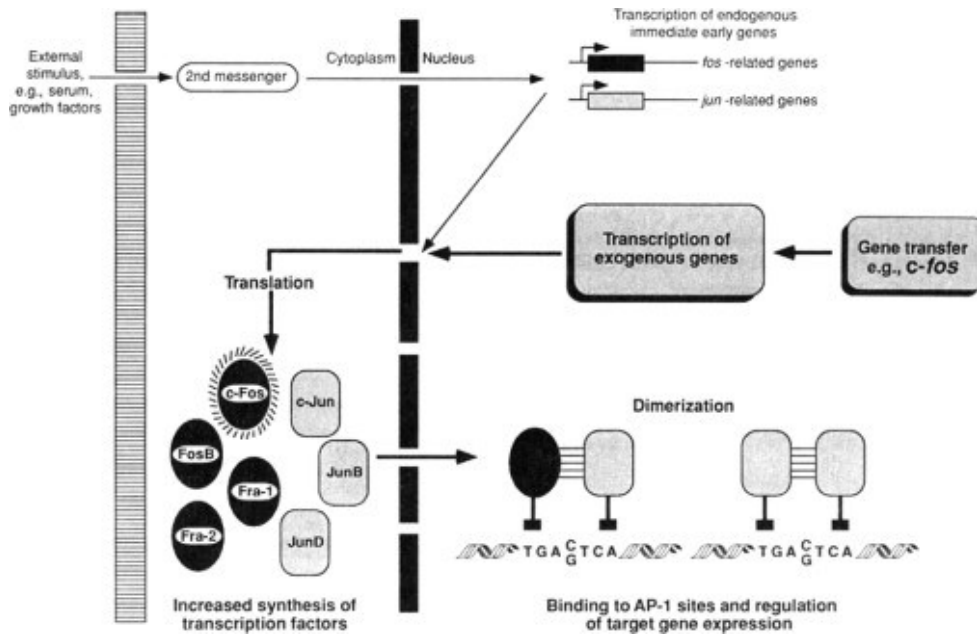 Transcription of endogenous
immediate early genes
External
stimulus,
e.g., serum,
growth factors
2nd messenger
Cytoplasm
Nucleus
fos -related genes
jun -related genes
Transcription of
exogenous genes
Gene transfer
e.g., c-fos
Translation
c-Fos
c-Jun
FosB
JunB
Fra-1
Fra-2
JunD
Dimerization
TGA C TCA
G
TGA C TCA
G
Increased synthesis of
transcription factors
Binding to AP-1 sites and regulation
of target gene expression